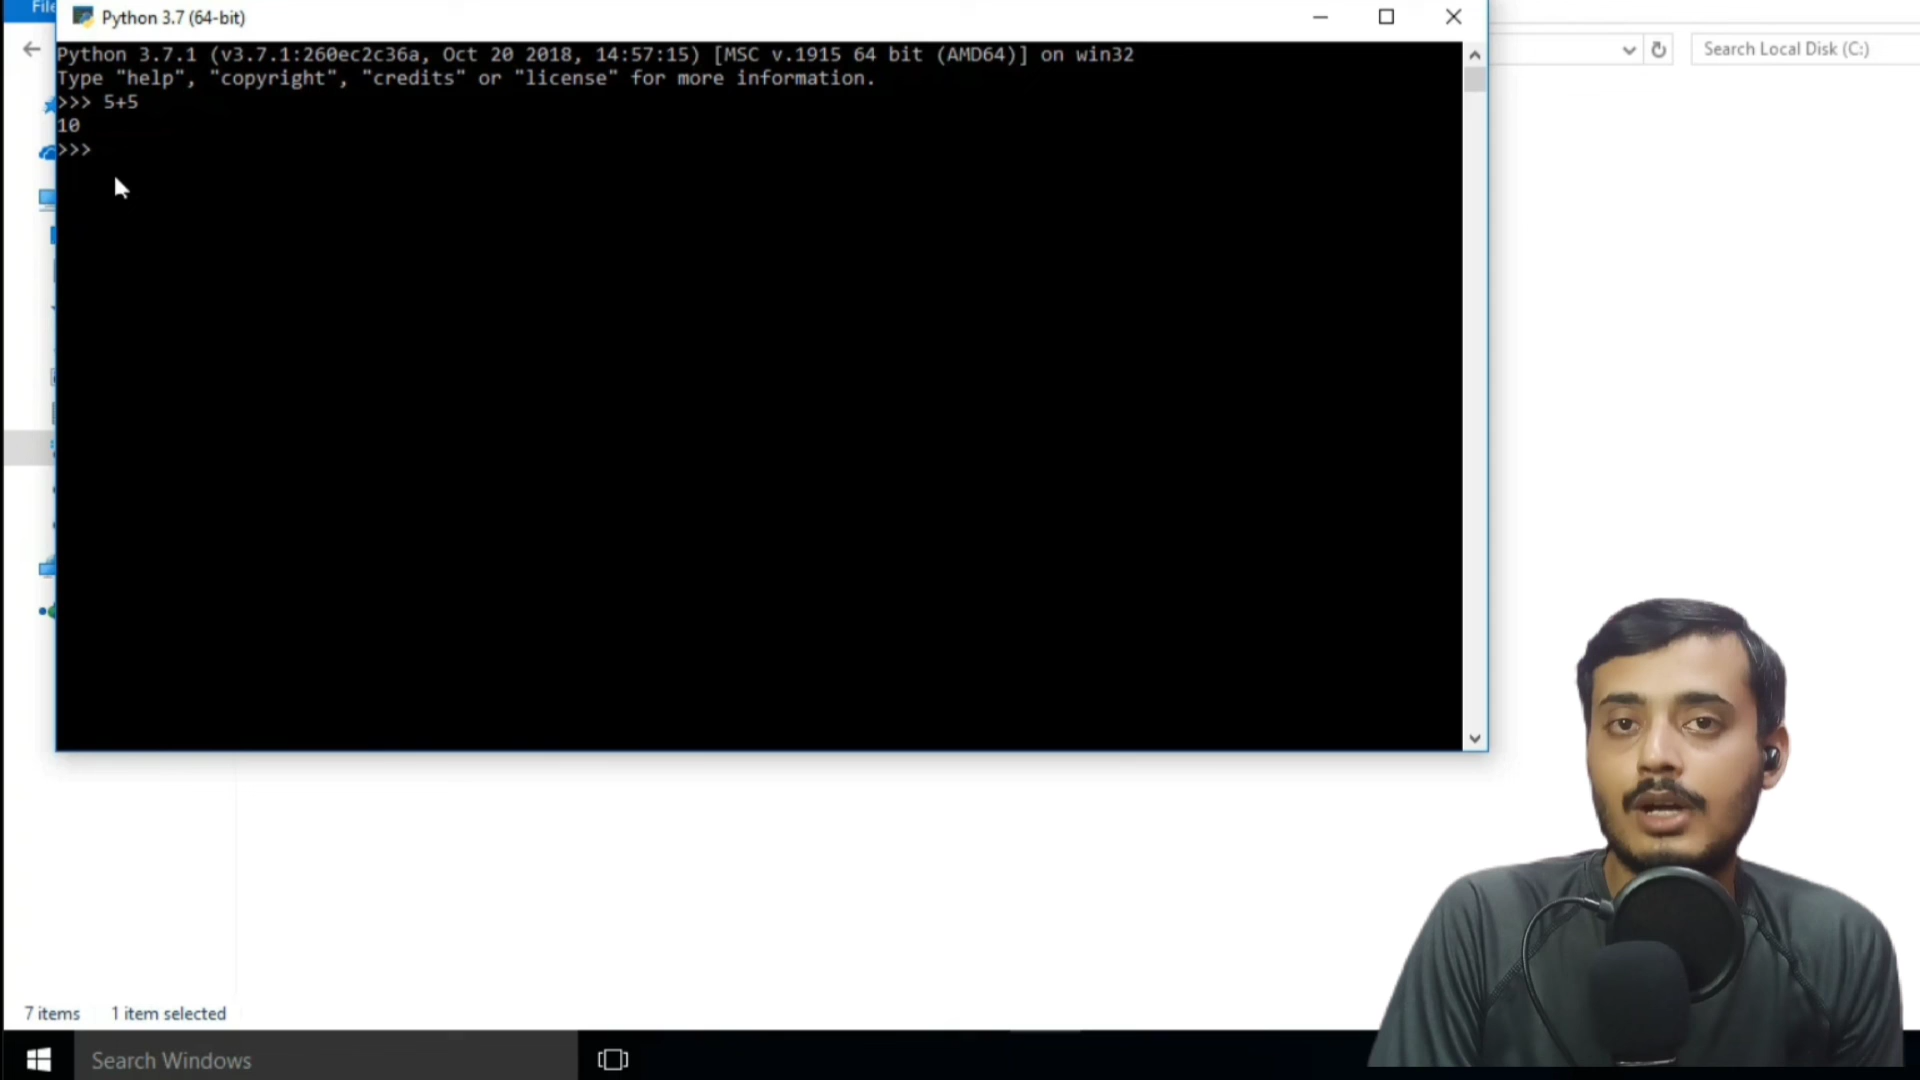 File
Python 3.7 (64-bit)
Search Local Disk (C:)
Python 3.7.1 (v3.7.1:260ec2c36a, Oct 20 2018, 14:57:15) [MSC v.1915 64 bit (AMD64)] on win32
Type "help", "copyright", "credits" or "license" for more information.
>>> 5+5
10
>>>
7 items 1 item selected
Search Windows